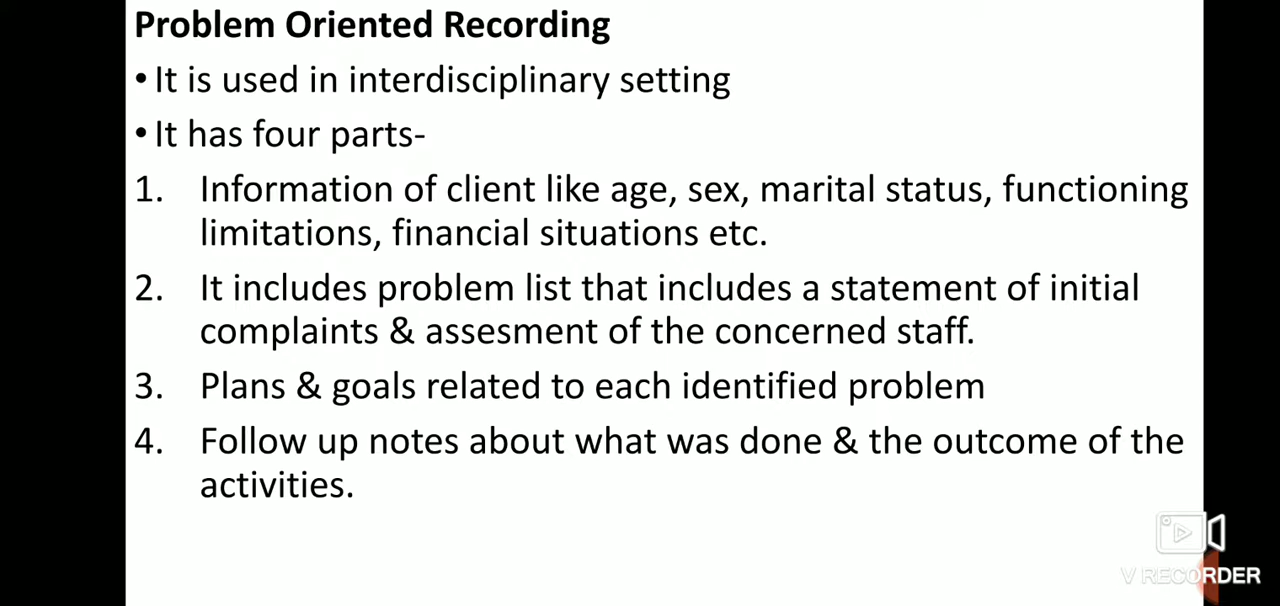 Problem Oriented Recording
• It is used in interdisciplinary setting
• It has four parts-
1. Information of client like age, sex, marital status, functioning
limitations, financial situations etc.
2. It includes problem list that includes a statement of initial
complaints & assesment of the concerned staff.
3. Plans & goals related to each identified problem
4. Follow up notes about what was done & the outcome of the
activities.
V RECORDER